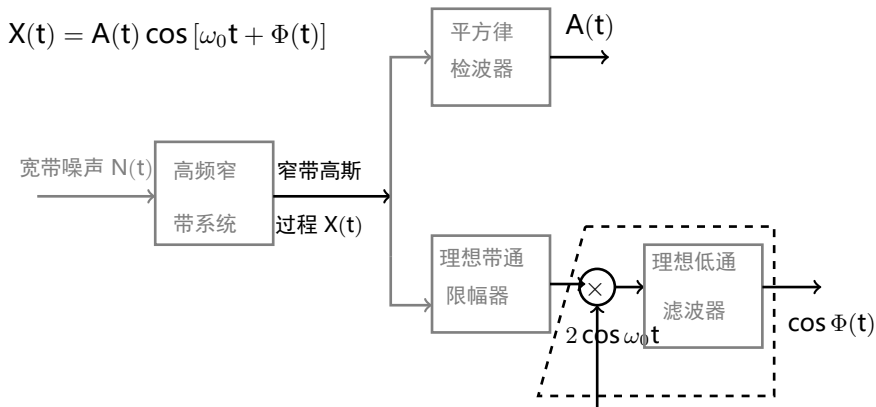 X(t) = A(t) cos [ω₀t + Φ(t)]
平方律
检波器
A(t)
宽带噪声 N(t)
高频窄
带系统
窄带高斯
过程 X(t)
理想带通
限幅器
×
2 cos ω₀t
理想低通
滤波器
cos Φ(t)